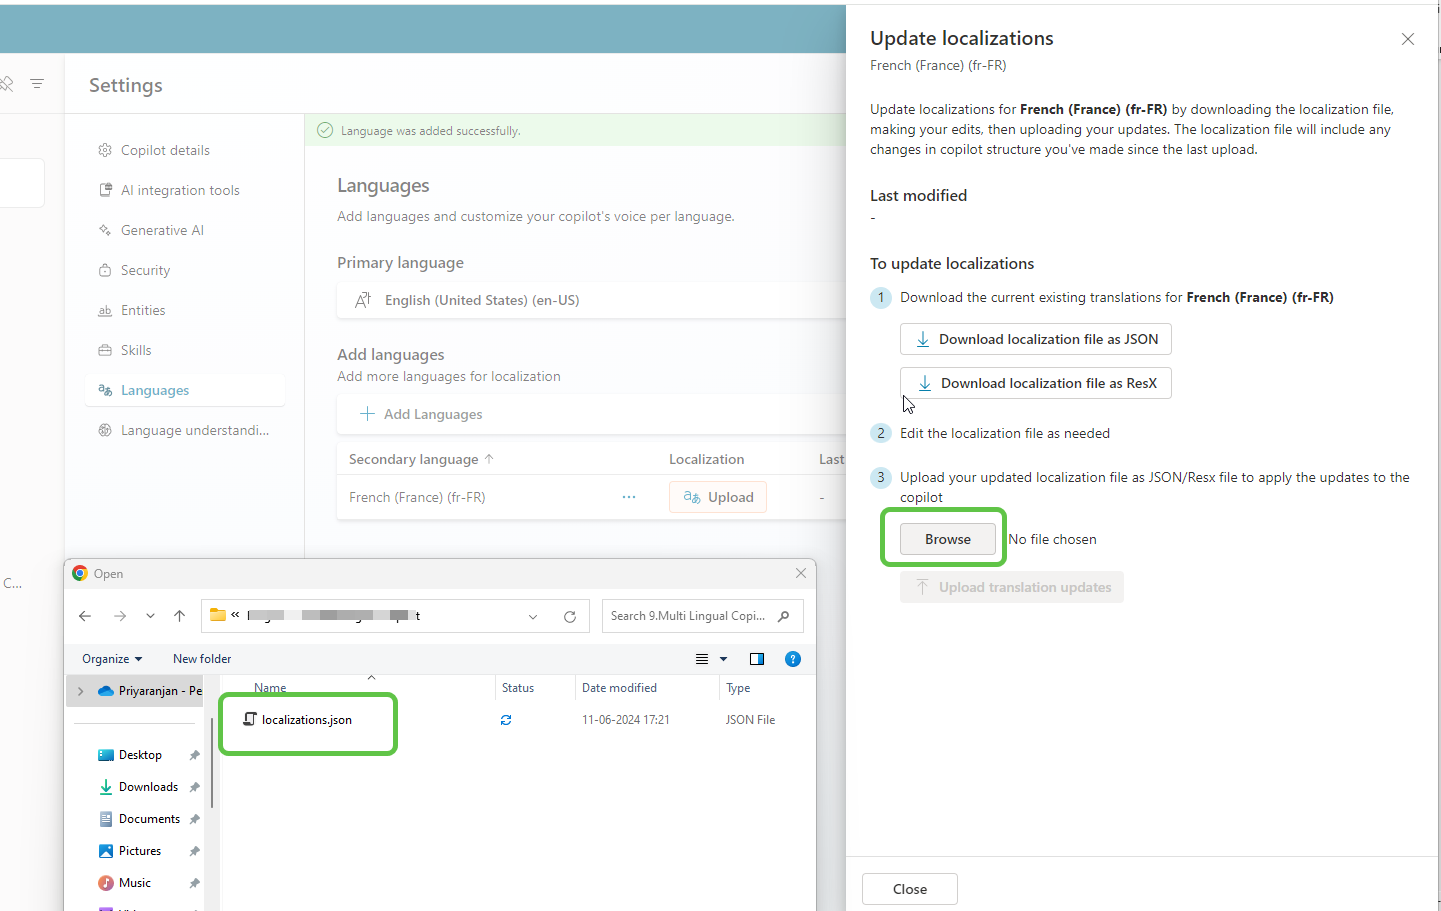 Settings
Copilot details
AI integration tools
Generative AI
Security
Entities
Skills
Languages
Language understandi...
Language was added successfully.
Languages
Add languages and customize your copilot's voice per language.
Primary language
English (United States) (en-US)
Add languages
Add more languages for localization
Add Languages
Secondary language Localization Last
French (France) (fr-FR) ... Upload -
C...
Update localizations
French (France) (fr-FR)
Update localizations for French (France) (fr-FR) by downloading the localization file,
making your edits, then uploading your updates. The localization file will include any
changes in copilot structure you've made since the last upload.
Last modified
-
To update localizations
1 Download the current existing translations for French (France) (fr-FR)
Download localization file as JSON
Download localization file as ResX
2 Edit the localization file as needed
3 Upload your updated localization file as JSON/Resx file to apply the updates to the
copilot
Browse No file chosen
Upload translation updates
Close
Open
Search 9.Multi Lingual Copi...
Organize New folder
Priyaranjan - Pe
Desktop
Downloads
Documents
Pictures
Music
Name Status Date modified Type
localizations.json 11-06-2024 17:21 JSON File